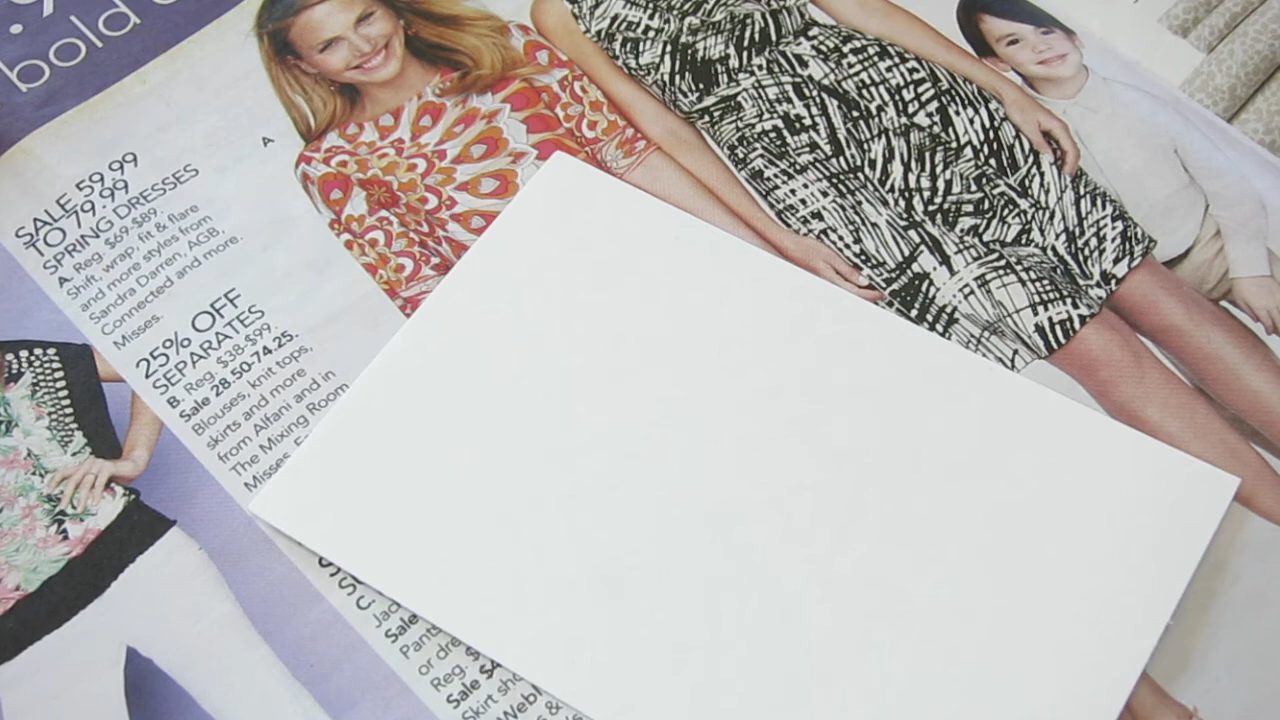 bold
A
SALE 59.99
TO 79.99
SPRING DRESSES
A. Reg. $69-$89.
Shift, wrap, fit & flare
and more styles from
Sandra Darren, AGB,
Connected and more.
Misses.
25% OFF
SEPARATES
B. Reg. $38-$99.
Sale 28.50-74.25.
Blouses, knit tops,
skirts and more
from Alfani and in
The Mixing Room
Misses.
C.
Sale
Pants
or
Reg.
Sale
Skirt